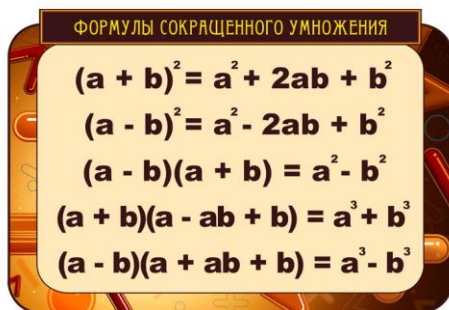 ФОРМУЛЫ СОКРАЩЕННОГО УМНОЖЕНИЯ
(a + b)² = a² + 2ab + b²
(a - b)² = a² - 2ab + b²
(a - b)(a + b) = a² - b²
(a + b)(a - ab + b) = a³ + b³
(a - b)(a + ab + b) = a³ - b³